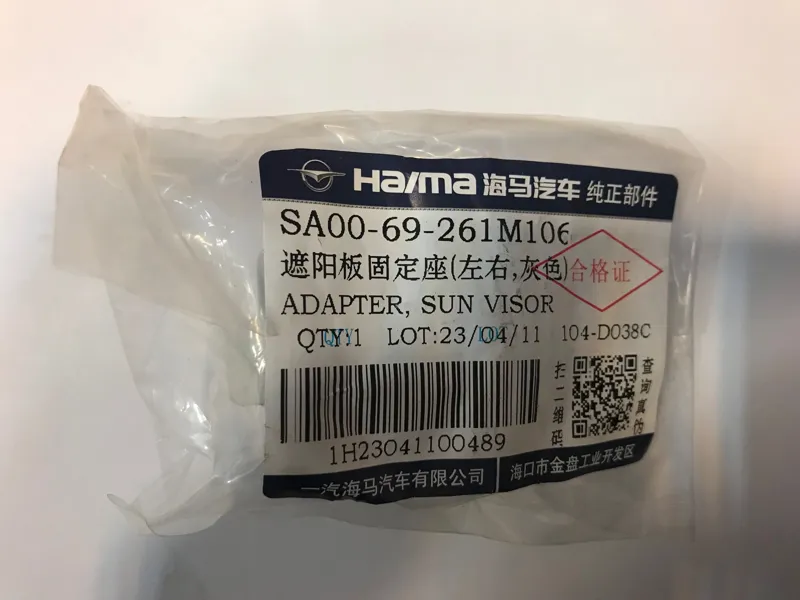 Haima 海马汽车 纯正部件
SA00-69-261M106
遮阳板固定座(左右,灰色)
合格证
ADAPTER, SUN VISOR
QTY:1 LOT:23/04/11 104-D038C
扫二维码
查询真伪
1H23041100489
一汽海马汽车有限公司
海口市金盘工业开发区